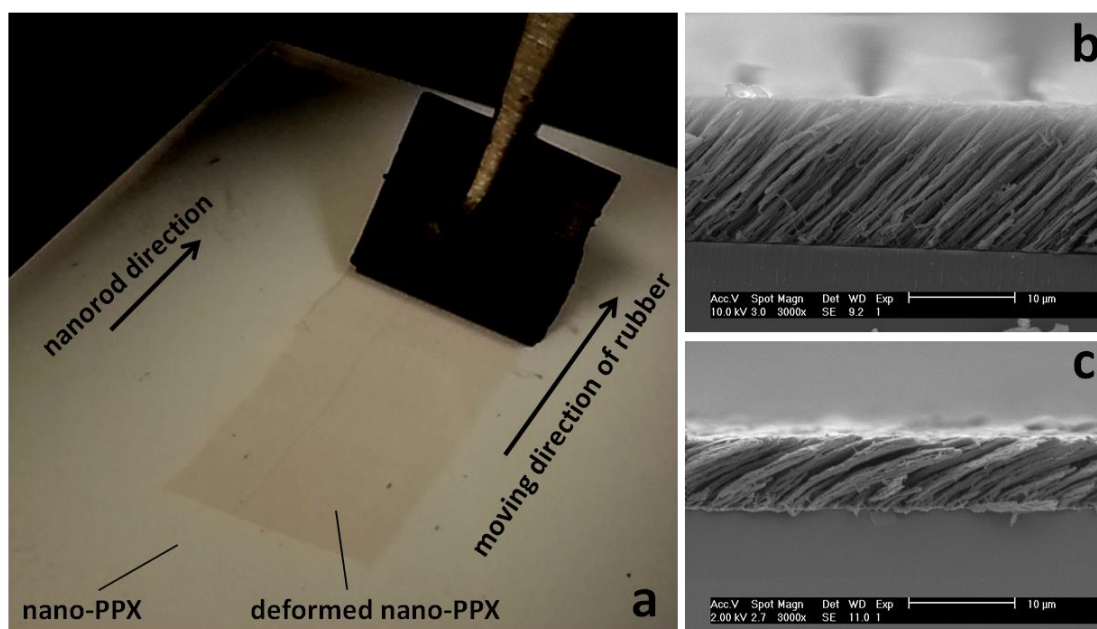 nanorod direction
moving direction of rubber
nano-PPX
deformed nano-PPX
a
b
Acc.V Spot Magn Det WD Exp 10 µm
10.0 kV 3.0 3000x SE 9.2 1
c
Acc.V Spot Magn Det WD Exp 10 µm
2.00 kV 2.7 3000x SE 11.0 1